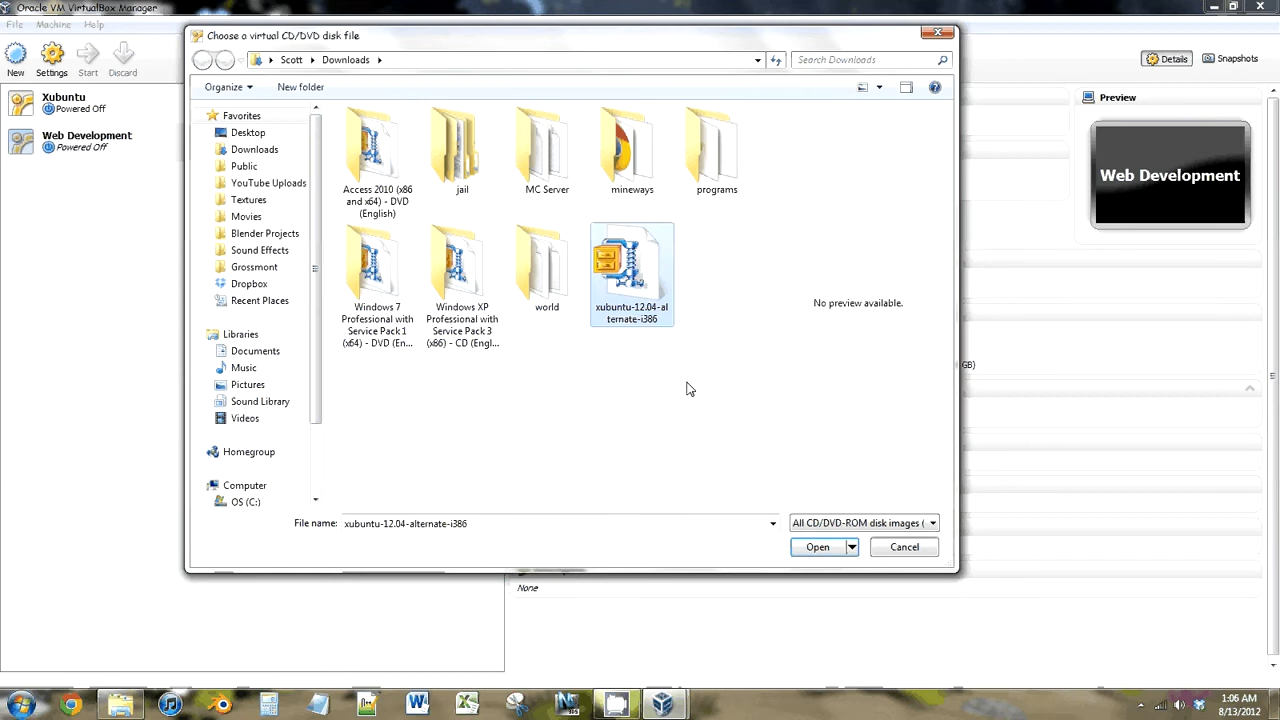 Oracle VM VirtualBox Manager
File Machine Help
New Settings Start Discard
Details Snapshots
Xubuntu
Powered Off
Web Development
Powered Off
Preview
Web Development
Choose a virtual CD/DVD disk file
Scott Downloads
Search Downloads
Organize New folder
Favorites
Desktop
Downloads
Public
YouTube Uploads
Textures
Movies
Blender Projects
Sound Effects
Grossmont
Dropbox
Recent Places
Libraries
Documents
Music
Pictures
Sound Library
Videos
Homegroup
Computer
OS (C:)
Access 2010 (x86
and x64) - DVD
(English)
jail
MC Server
mineways
programs
Windows 7
Professional with
Service Pack 1
(x64) - DVD (En...
Windows XP
Professional with
Service Pack 3
(x86) - CD (Engl...
world
xubuntu-12.04-al
ternate-i386
No preview available.
GB)
File name: xubuntu-12.04-alternate-i386
All CD/DVD-ROM disk images (
Open Cancel
None
1:06 AM
8/13/2012